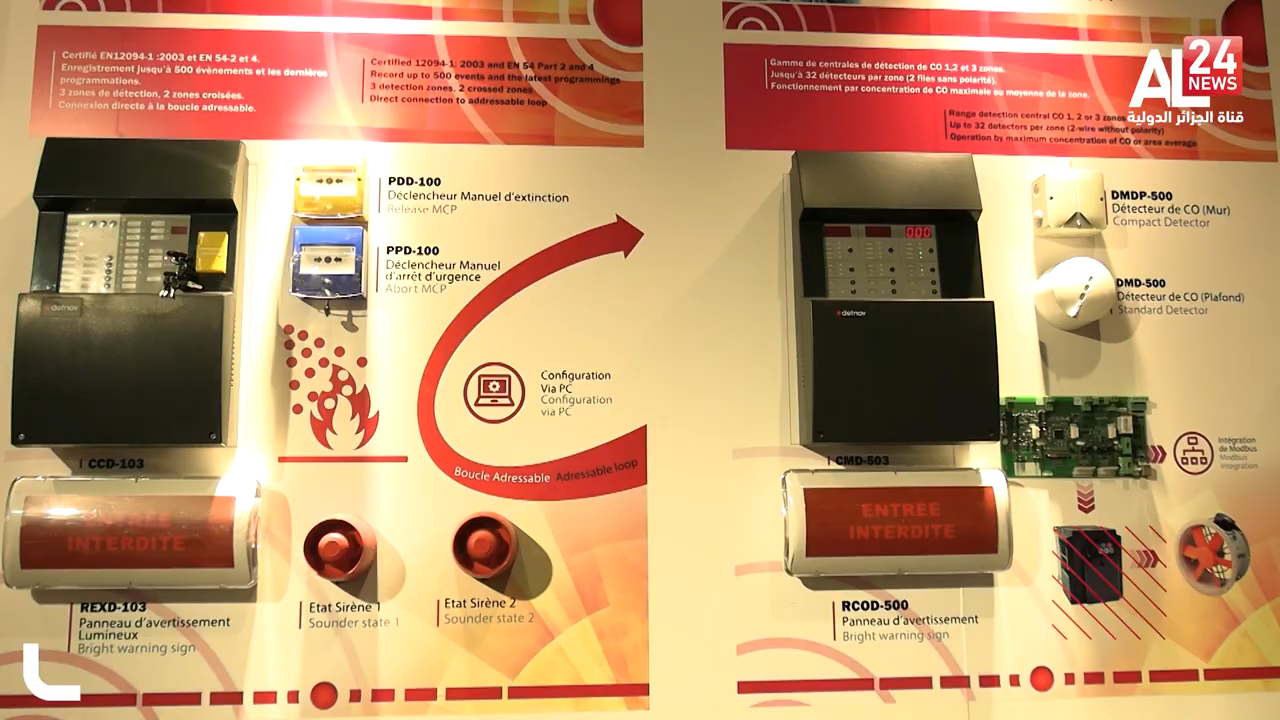 Certifié EN12094-1 :2003 et EN 54-2 et 4.
Enregistrement jusqu'à 500 évènements et les dernières
programmations.
3 zones de détection, 2 zones croisées.
Connexion directe à la boucle adressable.
Certified 12094-1: 2003 and EN 54 Part 2 and 4
Record up to 500 events and the latest programmings
3 detection zones, 2 crossed zones
Direct connection to addressable loop
PDD-100
Déclencheur Manuel d'extinction
Release MCP
PPD-100
Déclencheur Manuel
d'arrêt d'urgence
Abort MCP
detnov
Configuration
Via PC
Configuration
via PC
Boucle Adressable Adressable loop
CCD-103
ENTRÉE
INTERDITE
REXD-103
Panneau d'avertissement
Lumineux
Bright warning sign
Etat Sirène 1
Sounder state 1
Etat Sirène 2
Sounder state 2
Gamme de centrales de détection de CO 1,2 et 3 zones.
Jusqu'à 32 détecteurs par zone (2 files sans polarité).
Fonctionnement par concentration de CO maximale ou moyenne de la zone.
Range detection central CO 1, 2 or 3 zones
Up to 32 detectors per zone (2-wire without polarity)
Operation by maximum concentration of CO or area average
AL
24
NEWS
قناة الجزائر الدولية
000
DMDP-500
Détecteur de CO (Mur)
Compact Detector
DMD-500
Détecteur de CO (Plafond)
Standard Detector
detnov
Intégration
de Modbus
Modbus
integration
CMD-503
ENTRÉE
INTERDITE
RCOD-500
Panneau d'avertissement
Bright warning sign